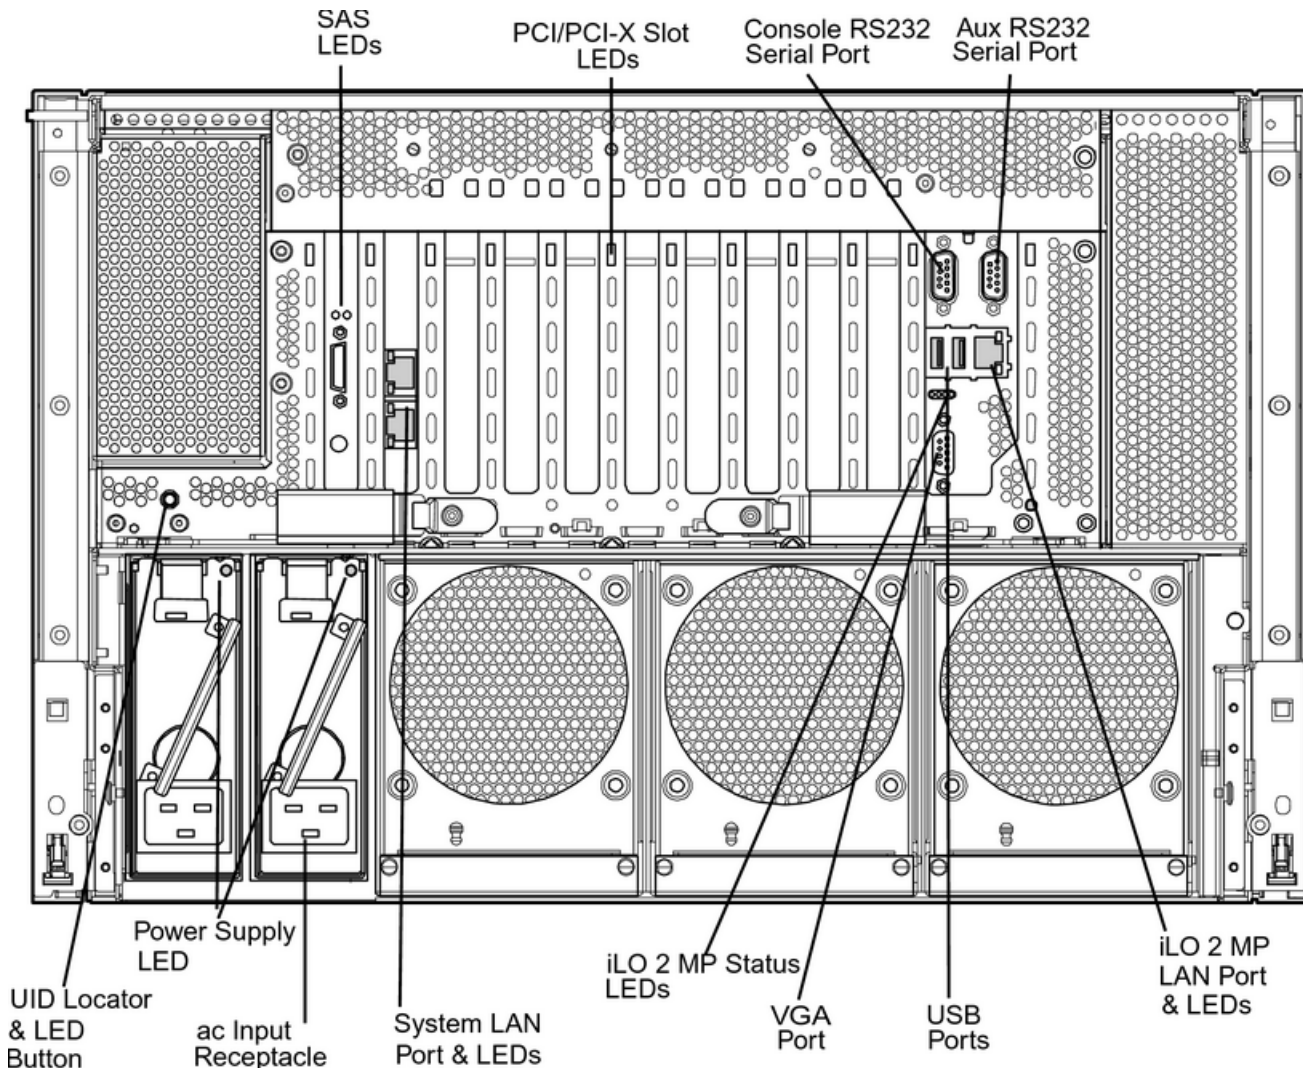 SAS
LEDs
PCI/PCI-X Slot
LEDs
Console RS232
Serial Port
Aux RS232
Serial Port
Power Supply
LED
UID Locator
& LED
Button
ac Input
Receptacle
System LAN
Port & LEDs
iLO 2 MP Status
LEDs
VGA
Port
USB
Ports
iLO 2 MP
LAN Port
& LEDs